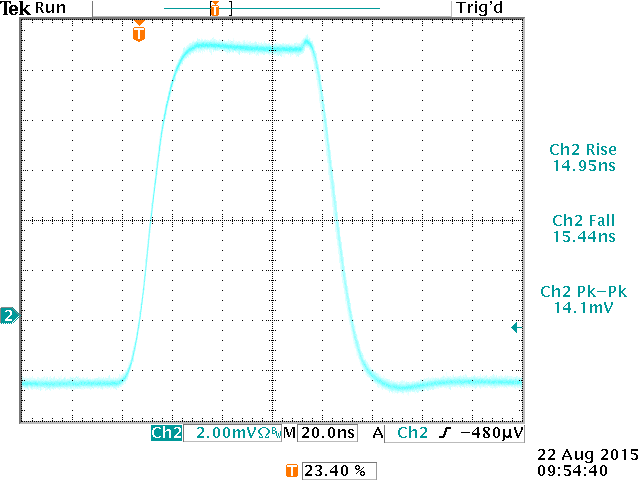 Tek Run [ T ] Trig'd
T
Ch2 Rise
14.95ns
Ch2 Fall
15.44ns
Ch2 Pk-Pk
14.1mV
2
Ch2 2.00mVΩBW M 20.0ns A Ch2 ƒ -480µV
T 23.40 %
22 Aug 2015
09:54:40